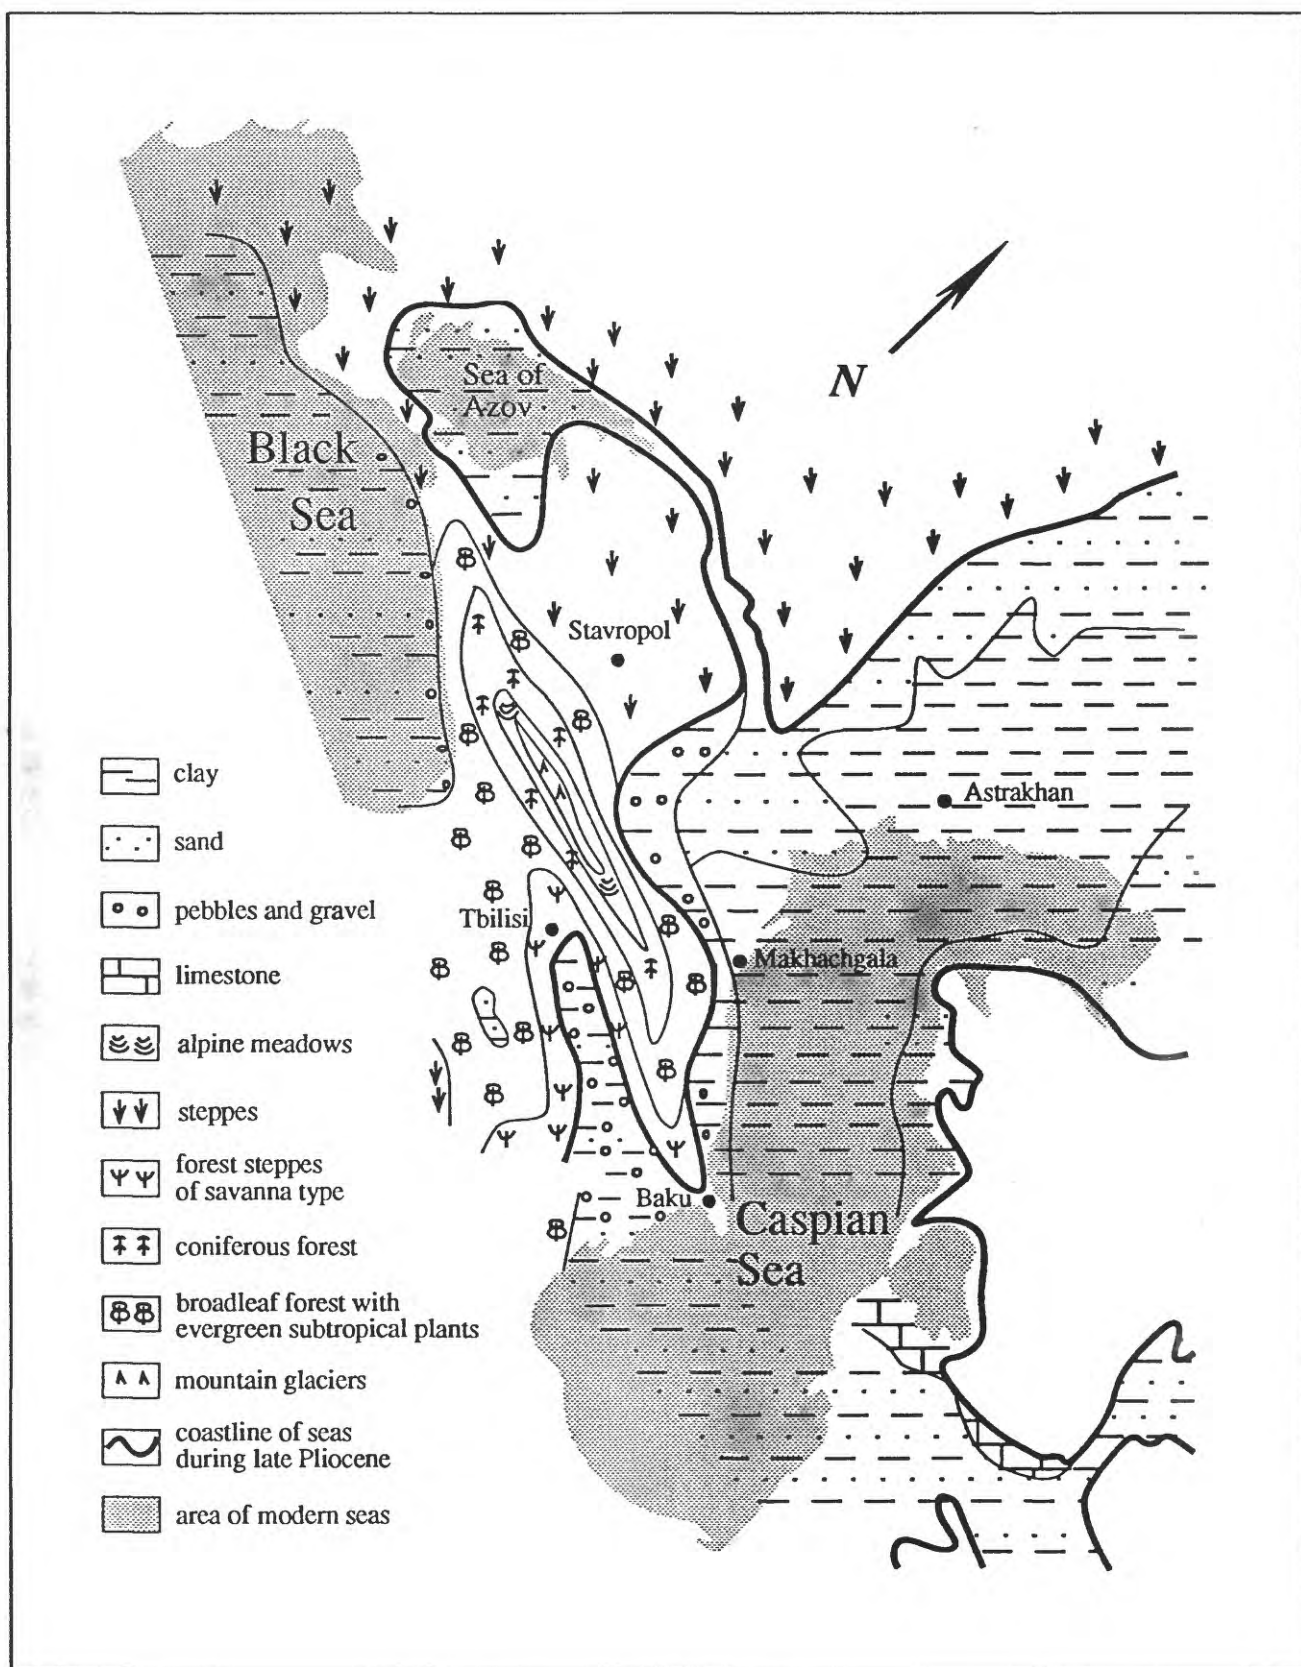 N
Sea of
Azov
Black
Sea
Stavropol
Astrakhan
Tbilisi
Makhachgala
Baku
Caspian
Sea
clay
sand
pebbles and gravel
limestone
alpine meadows
steppes
forest steppes
of savanna type
coniferous forest
broadleaf forest with
evergreen subtropical plants
mountain glaciers
coastline of seas
during late Pliocene
area of modern seas